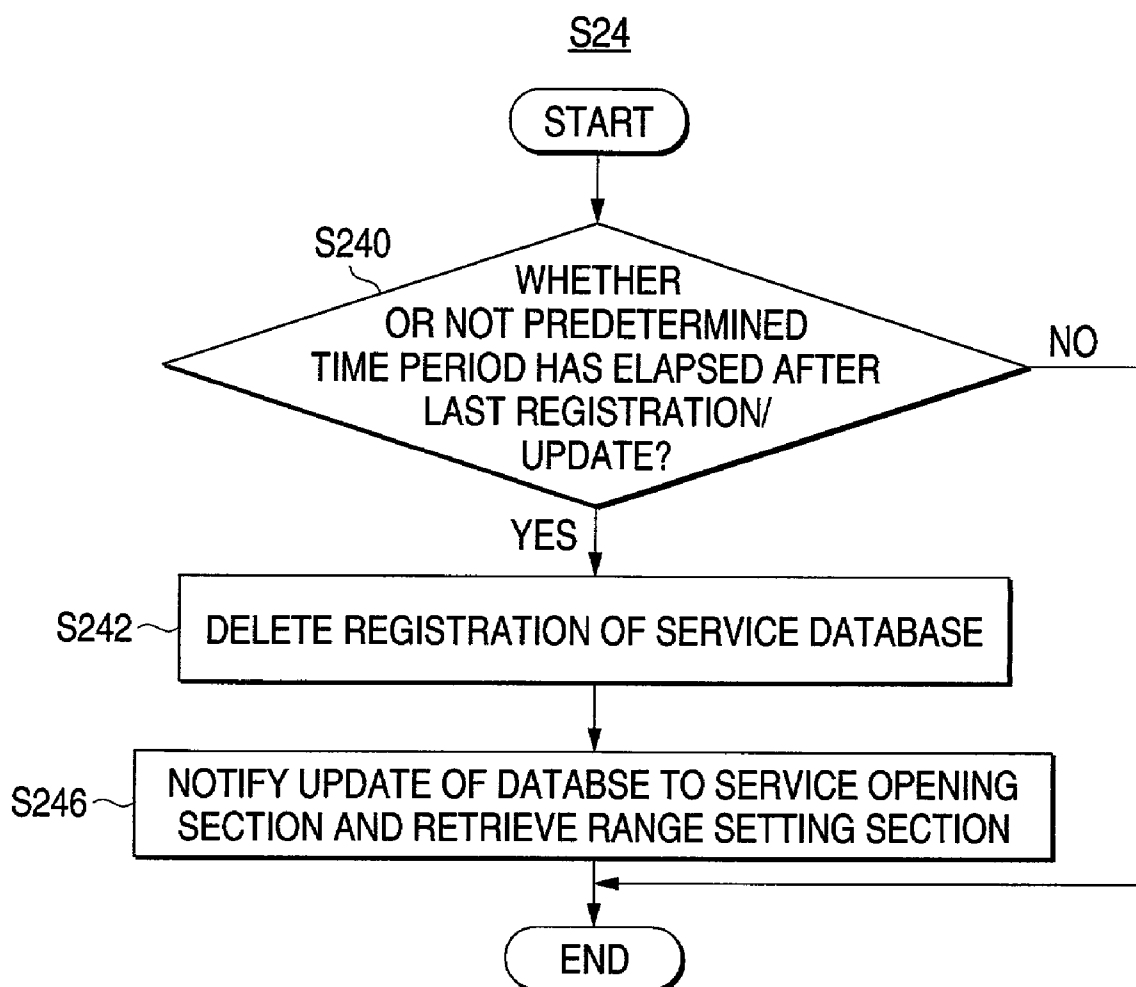 S24
START
S240
WHETHER
OR NOT PREDETERMINED
TIME PERIOD HAS ELAPSED AFTER
LAST REGISTRATION/
UPDATE?
NO
YES
S242
DELETE REGISTRATION OF SERVICE DATABASE
S246
NOTIFY UPDATE OF DATABSE TO SERVICE OPENING
SECTION AND RETRIEVE RANGE SETTING SECTION
END